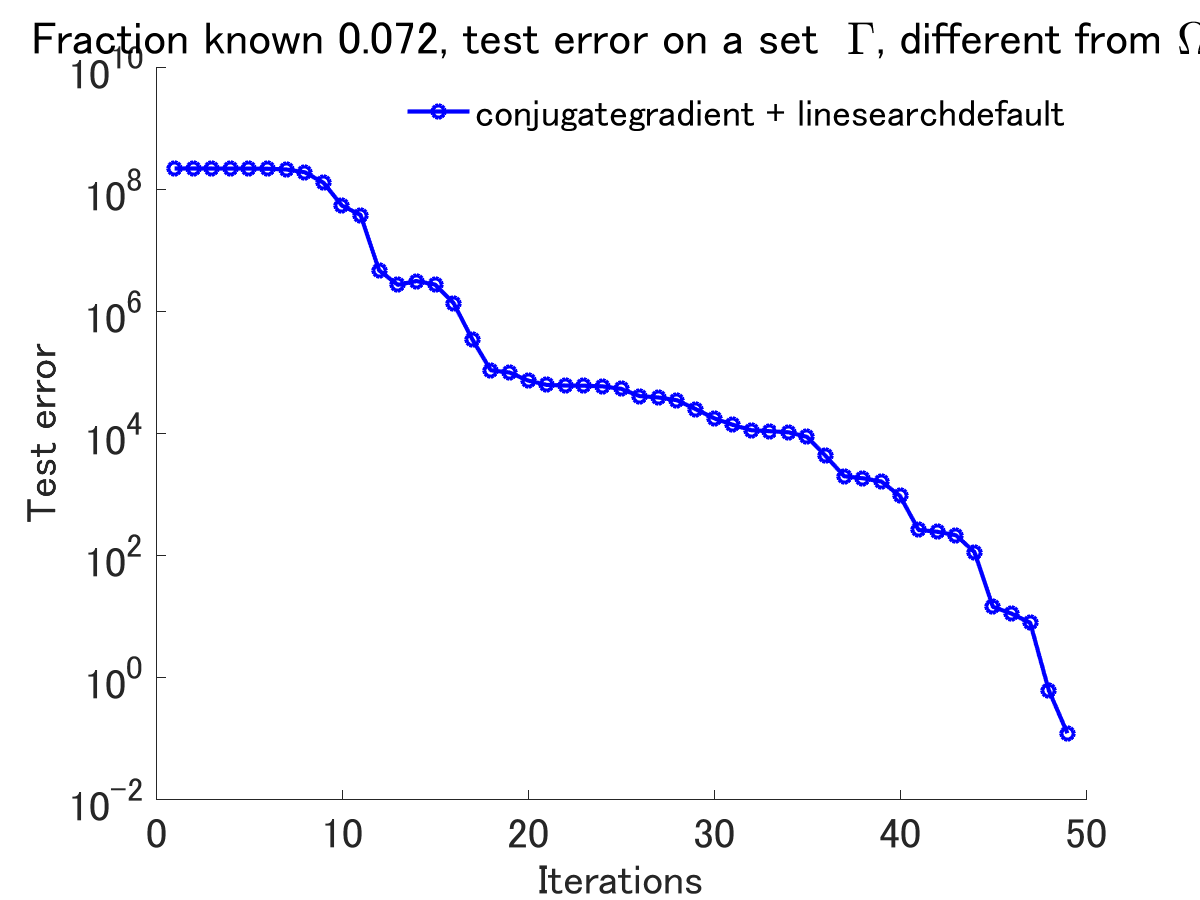 Fraction known 0.072, test error on a set Γ, different from Ω
10^10
conjugategradient + linesearchdefault
10^8
10^6
10^4
10^2
10^0
10^-2
Test error
0 10 20 30 40 50
Iterations